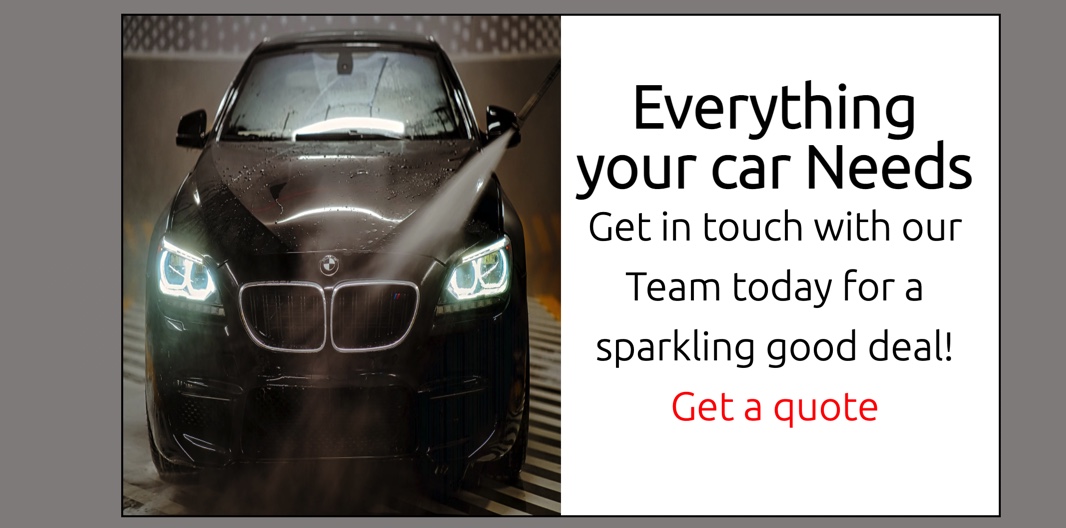 Everything
your car Needs
Get in touch with our
Team today for a
sparkling good deal!
Get a quote